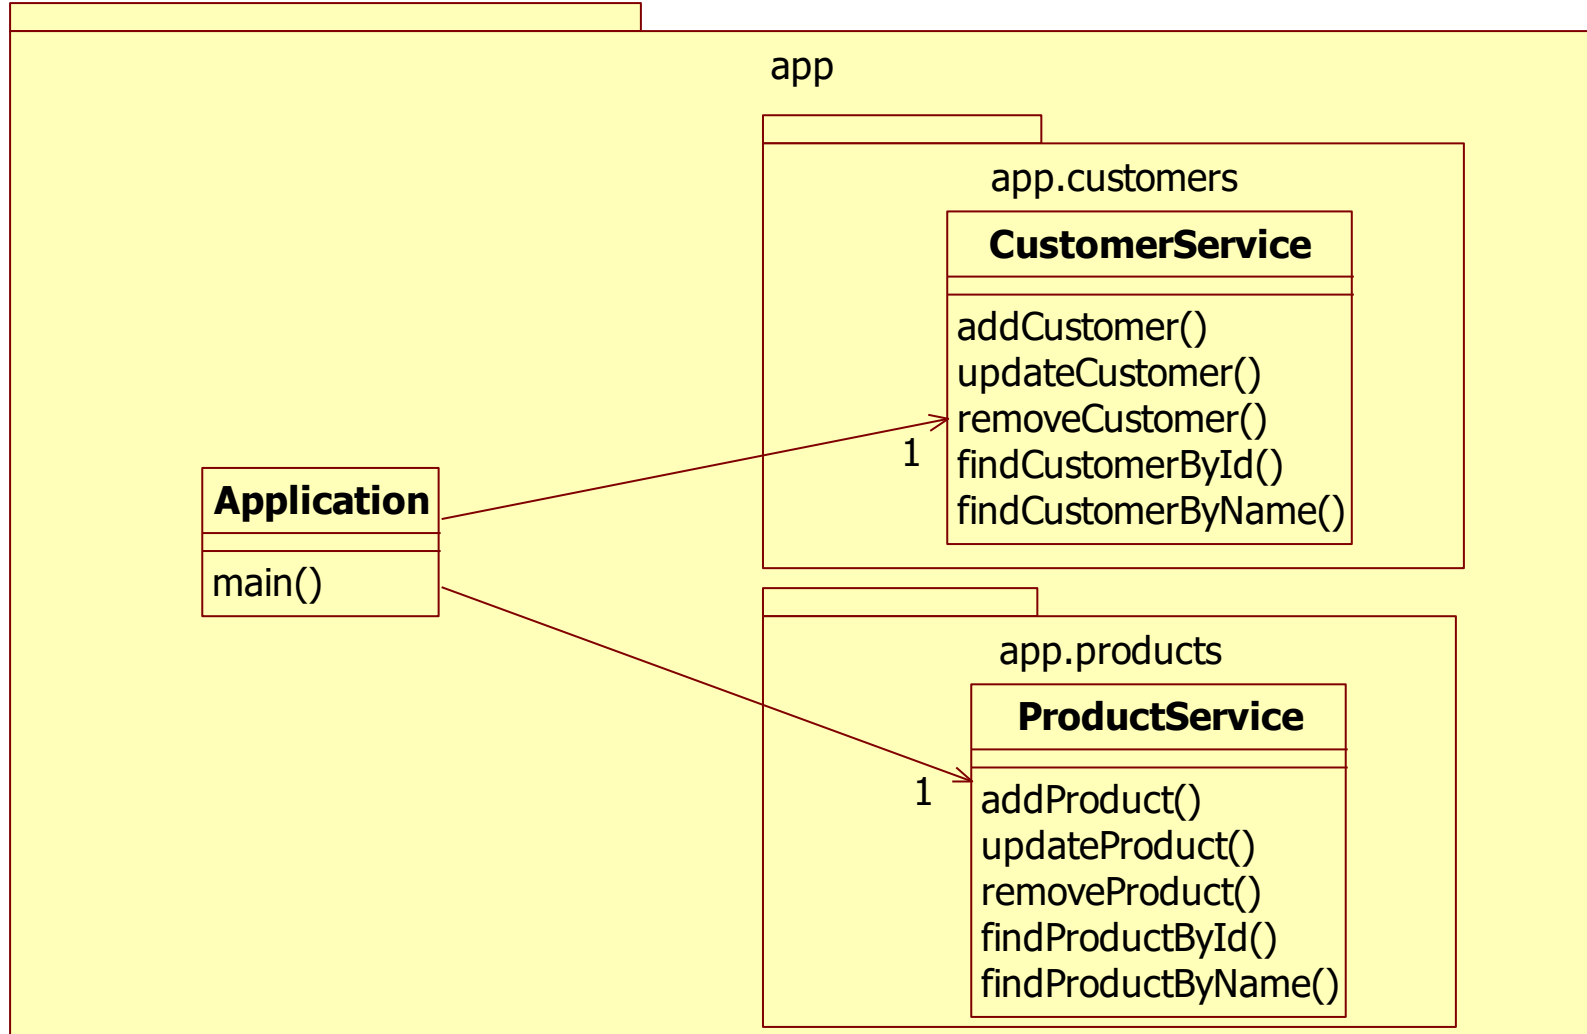 app
app.customers
CustomerService
addCustomer()
updateCustomer()
removeCustomer()
findCustomerById()
findCustomerByName()
1
Application
main()
app.products
ProductService
1
addProduct()
updateProduct()
removeProduct()
findProductById()
findProductByName()